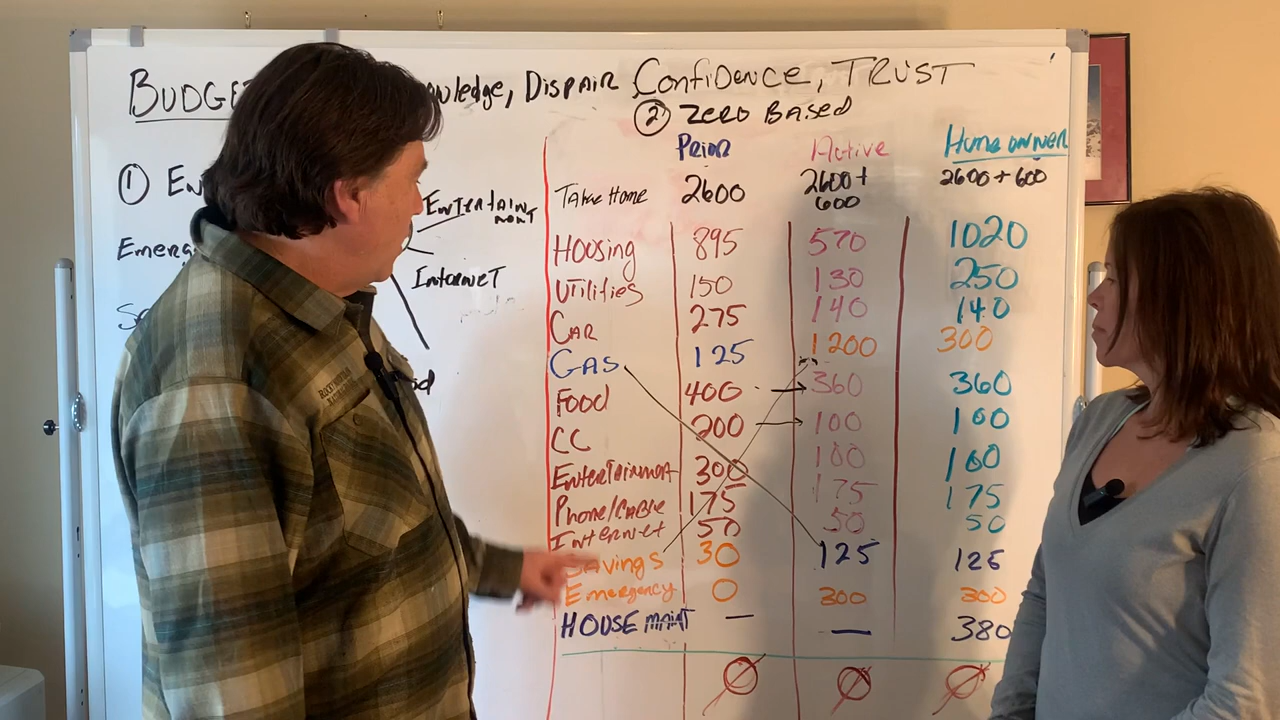 BUDGE wledge, DISPAIR Confidence, TRUST
② ZERO BASED
① EN
ENTERTAIN
MENT
Emerg
INTERNET
PRIOR Active Home owner
Take Home 2600 2600+ 600 2600 + 600
Housing 895 570 1020
Utilities 150 130 250
CAR 275 140 140
GAS 125 1200 300
Food 400 360 360
CC 200 100 100
ENTERTAINMENT 300 100 100
Phone/CABLE 175 175 175
Internet 50 50 50
Savings 30 125 125
Emergency 0 300 300
HOUSE MAINT — — 380
Ø Ø Ø